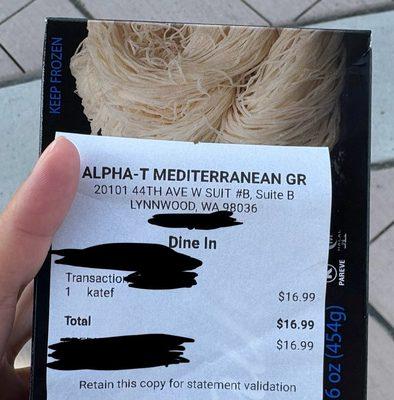 KEEP FROZEN
ALPHA-T MEDITERRANEAN GR
20101 44TH AVE W SUIT #B, Suite B
LYNNWOOD, WA 98036
Dine In
Transaction
1 katef $16.99
Total $16.99
$16.99
Retain this copy for statement validation
PAREVE
6 oz (454g)